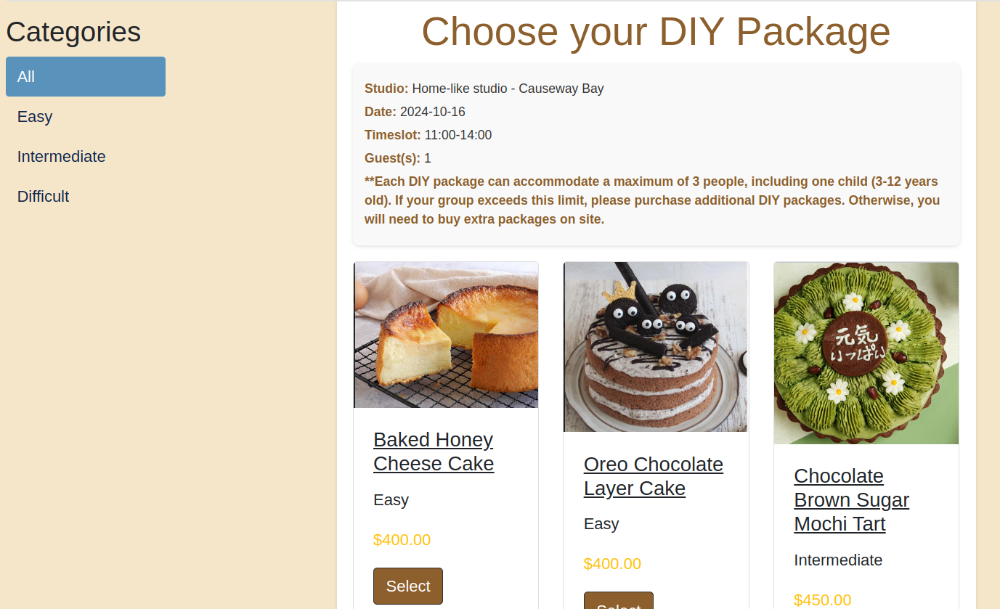 Categories
All
Easy
Intermediate
Difficult
Choose your DIY Package
Studio: Home-like studio - Causeway Bay
Date: 2024-10-16
Timeslot: 11:00-14:00
Guest(s): 1
**Each DIY package can accommodate a maximum of 3 people, including one child (3-12 years
old). If your group exceeds this limit, please purchase additional DIY packages. Otherwise, you
will need to buy extra packages on site.
Baked Honey
Cheese Cake
Easy
$400.00
Select
Oreo Chocolate
Layer Cake
Easy
$400.00
Select
元気
いっぱい
Chocolate
Brown Sugar
Mochi Tart
Intermediate
$450.00